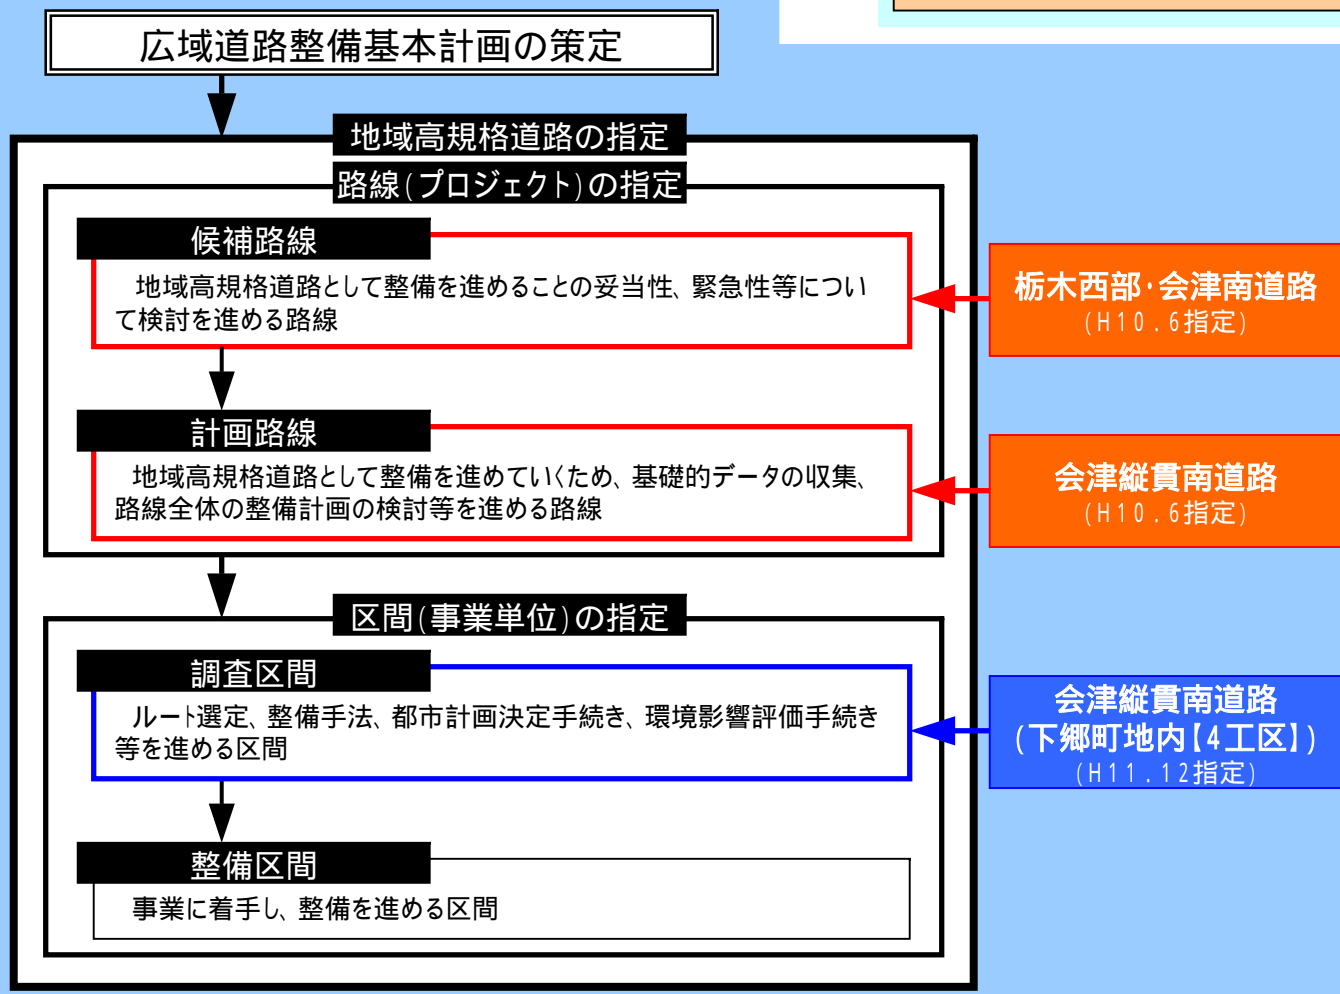 広域道路整備基本計画の策定
地域高規格道路の指定
路線(プロジェクト)の指定
候補路線
地域高規格道路として整備を進めることの妥当性、緊急性等につい
て検討を進める路線
栃木西部・会津南道路
(H10.6指定)
計画路線
地域高規格道路として整備を進めていくため、基礎的データの収集、
路線全体の整備計画の検討等を進める路線
会津縦貫南道路
(H10.6指定)
区間(事業単位)の指定
調査区間
ルート選定、整備手法、都市計画決定手続き、環境影響評価手続き
等を進める区間
会津縦貫南道路
(下郷町地内【4工区】)
(H11.12指定)
整備区間
事業に着手し、整備を進める区間